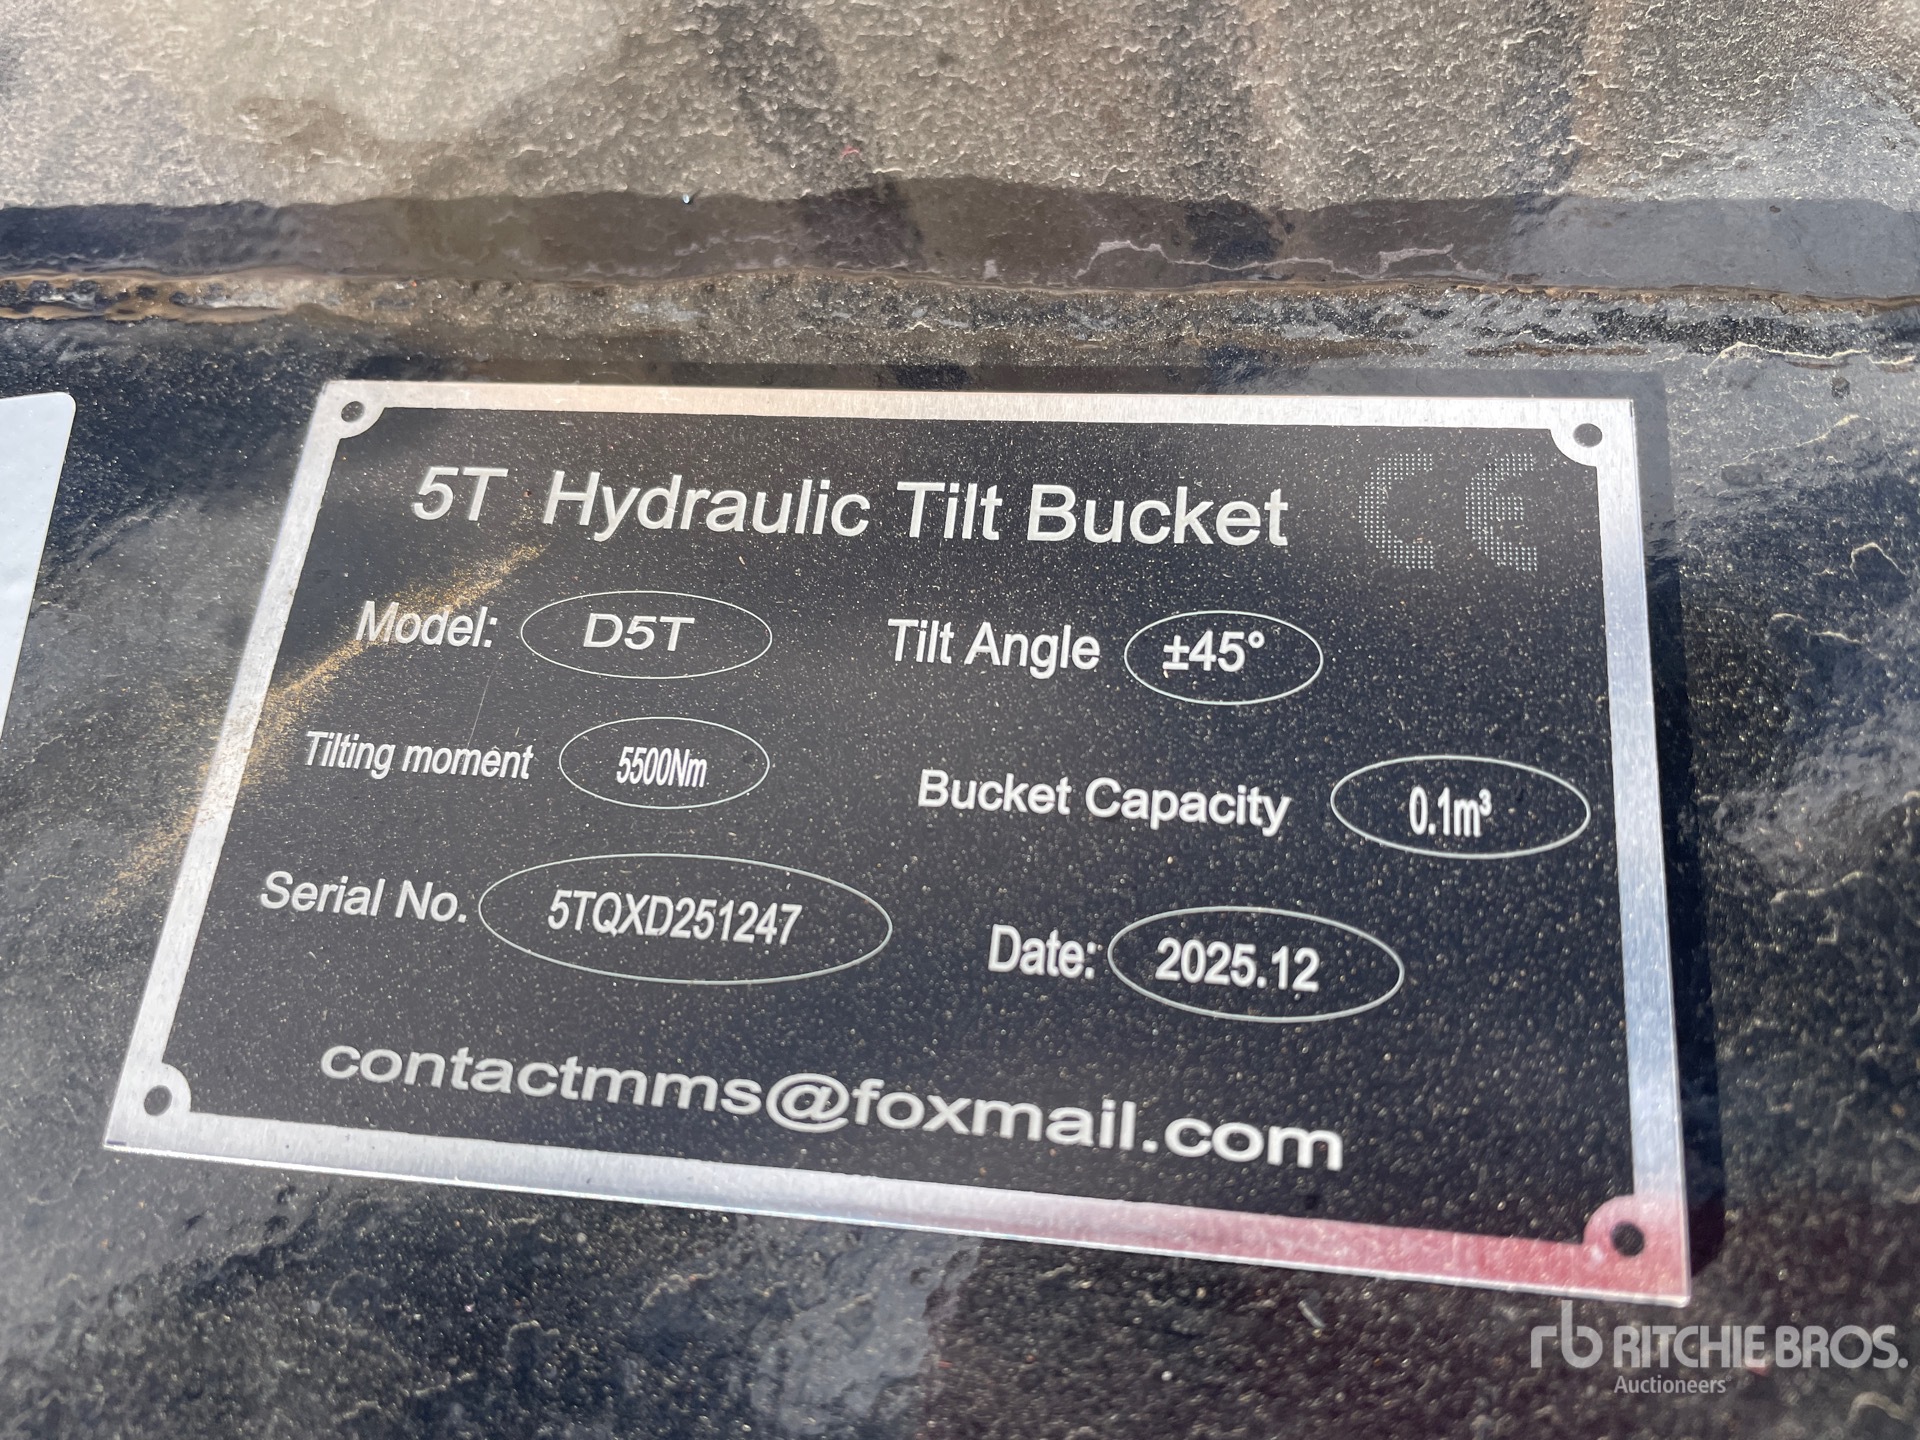 5T Hydraulic Tilt Bucket CE
Model: D5T Tilt Angle ±45°
Tilting moment 5500Nm Bucket Capacity 0.1m³
Serial No. 5TQXD251247 Date: 2025.12
contactmms@foxmail.com
rb RITCHIE BROS.
Auctioneers